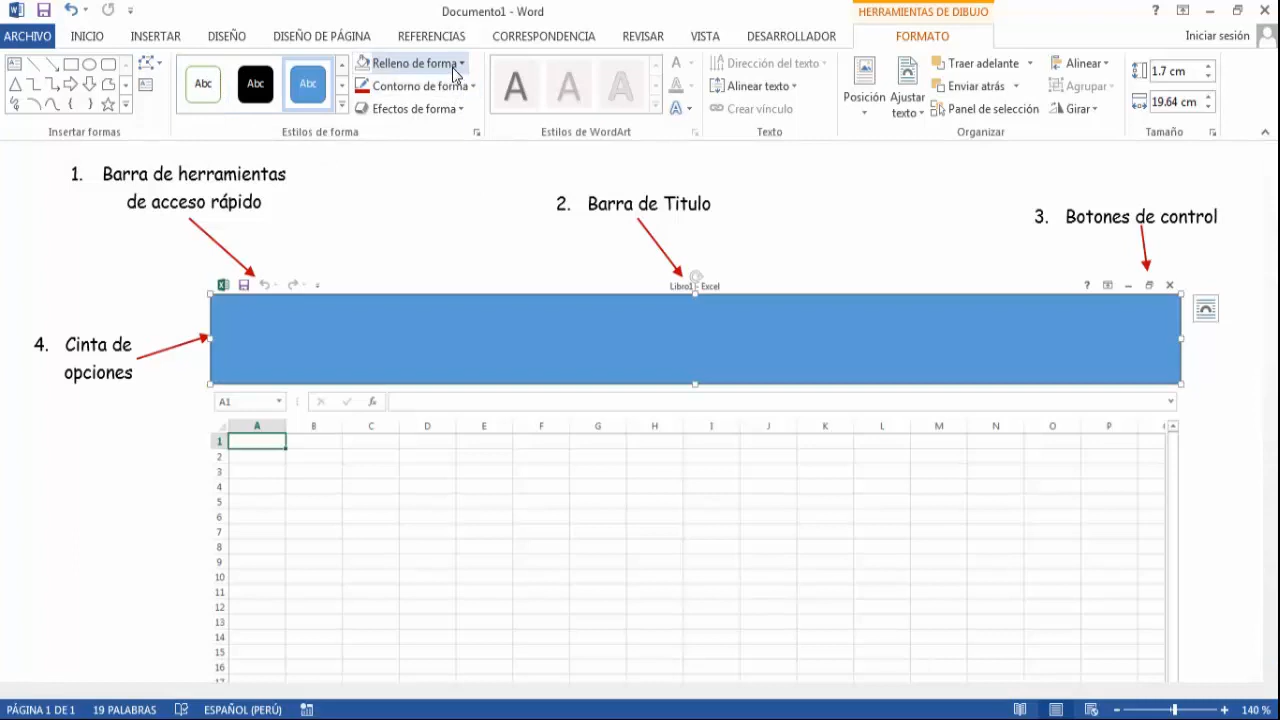 Documento1 - Word
HERRAMIENTAS DE DIBUJO
?
ARCHIVO INICIO INSERTAR DISEÑO DISEÑO DE PÁGINA REFERENCIAS CORRESPONDENCIA REVISAR VISTA DESARROLLADOR FORMATO Iniciar sesión
Abc Abc Abc
Relleno de forma
Contorno de forma
Efectos de forma
A A A
Dirección del texto
Alinear texto
Crear vínculo
Posición
Ajustar
texto
Traer adelante
Enviar atrás
Panel de selección
Alinear
Agrupar
Girar
1.7 cm
19.64 cm
Insertar formas Estilos de forma Estilos de WordArt Texto Organizar Tamaño
1. Barra de herramientas
de acceso rápido
2. Barra de Titulo
3. Botones de control
Libro1 - Excel
?
4. Cinta de
opciones
A1 fx
A B C D E F G H I J K L M N O P
1
2
3
4
5
6
7
8
9
10
11
12
13
14
15
16
17
PÁGINA 1 DE 1 19 PALABRAS ESPAÑOL (PERÚ) 140 %